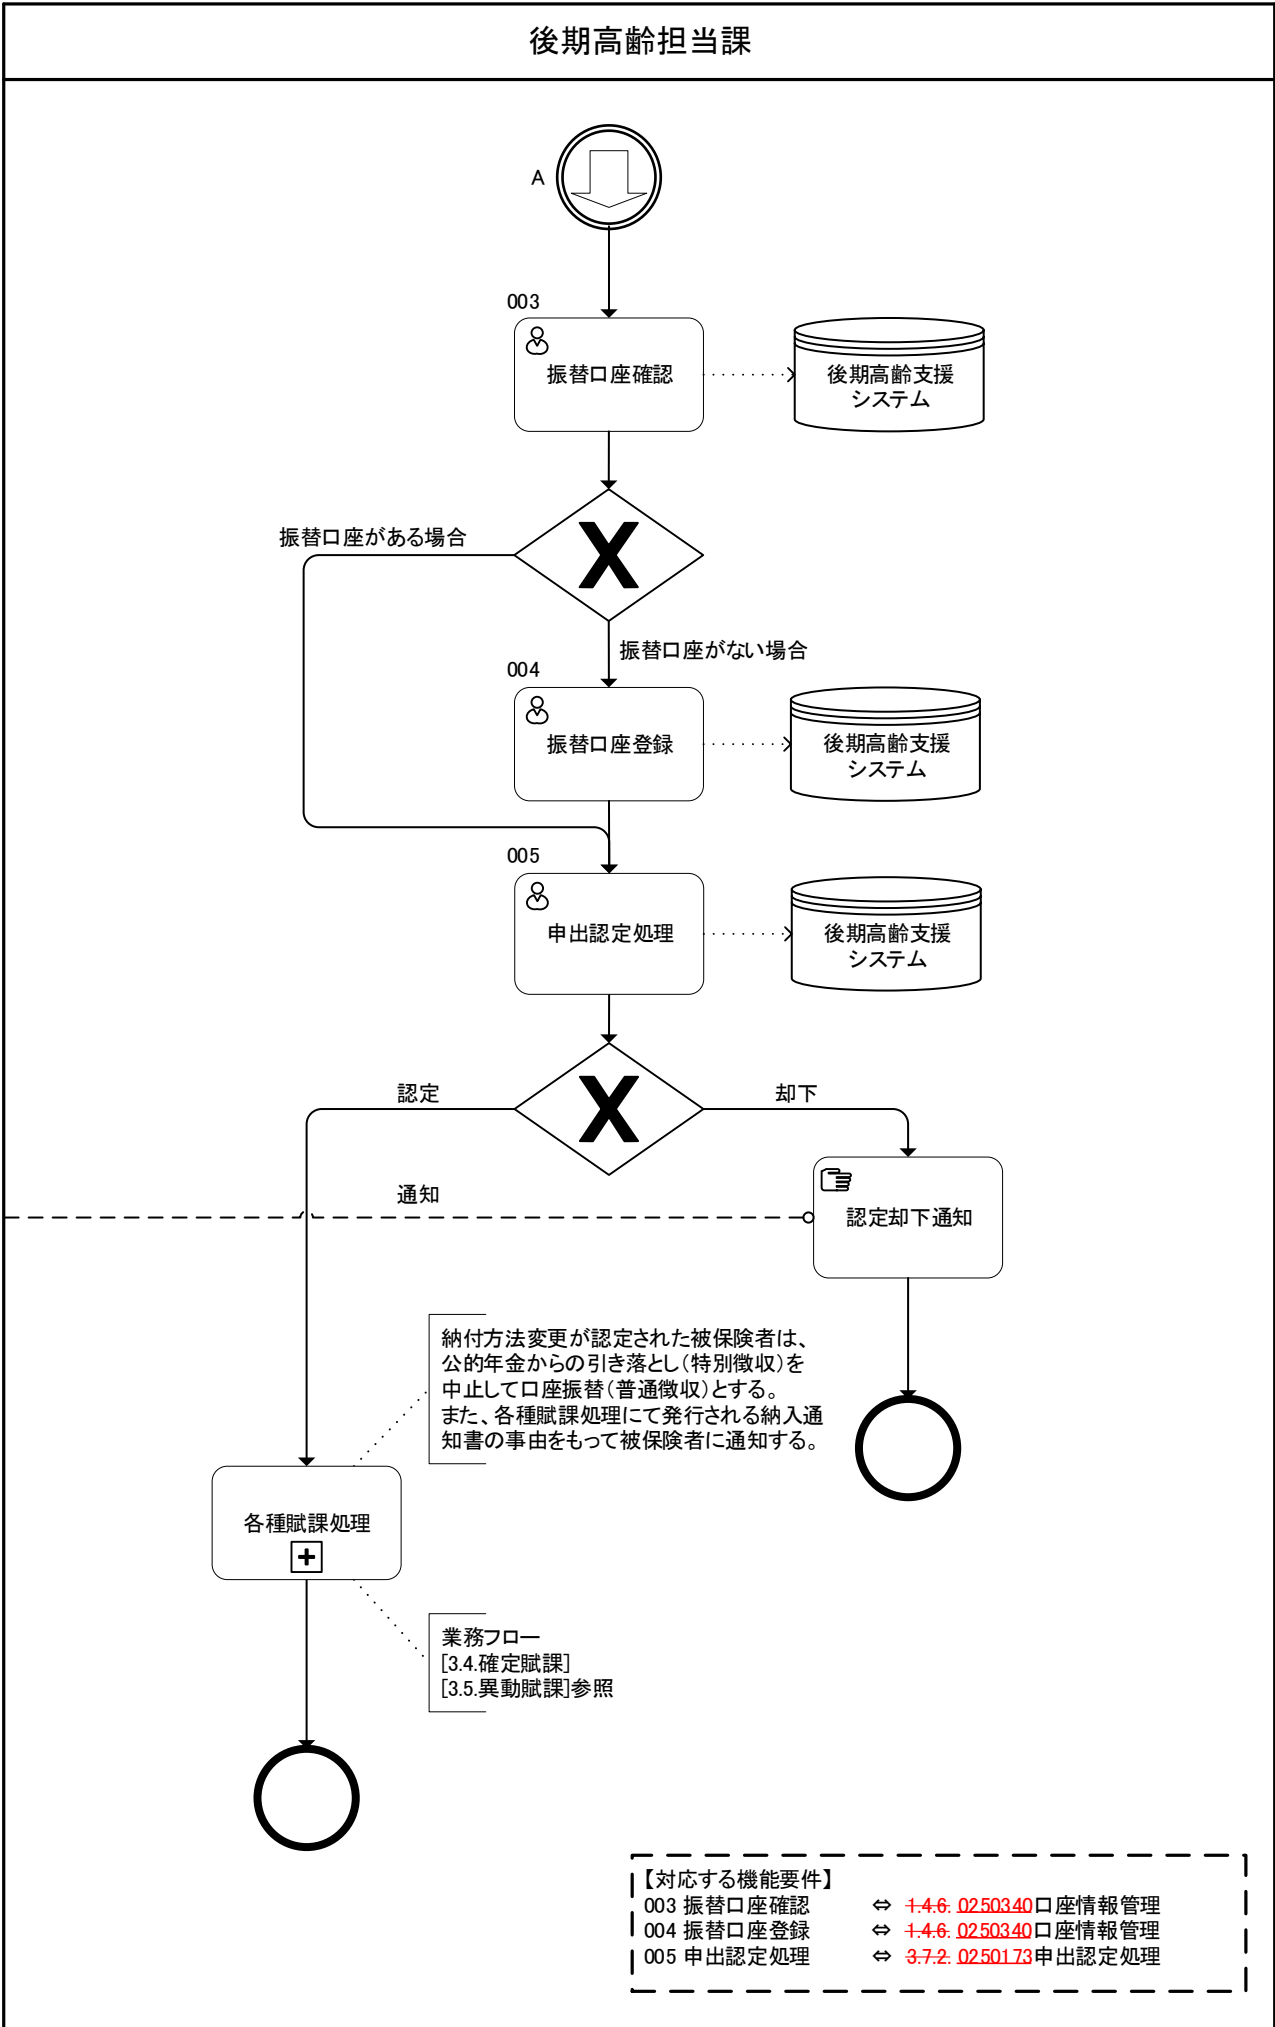 後期高齢担当課
A
003
振替口座確認
後期高齢支援
システム
振替口座がある場合
振替口座がない場合
004
振替口座登録
後期高齢支援
システム
005
申出認定処理
後期高齢支援
システム
認定
却下
通知
認定却下通知
納付方法変更が認定された被保険者は、
公的年金からの引き落とし（特別徴収）を
中止して口座振替（普通徴収）とする。
また、各種賦課処理にて発行される納入通
知書の事由をもって被保険者に通知する。
各種賦課処理
業務フロー
[3.4.確定賦課]
[3.5.異動賦課]参照
【対応する機能要件】
003 振替口座確認 ⇔ 1.4.6. 0250340口座情報管理
004 振替口座登録 ⇔ 1.4.6. 0250340口座情報管理
005 申出認定処理 ⇔ 3.7.2. 0250173申出認定処理